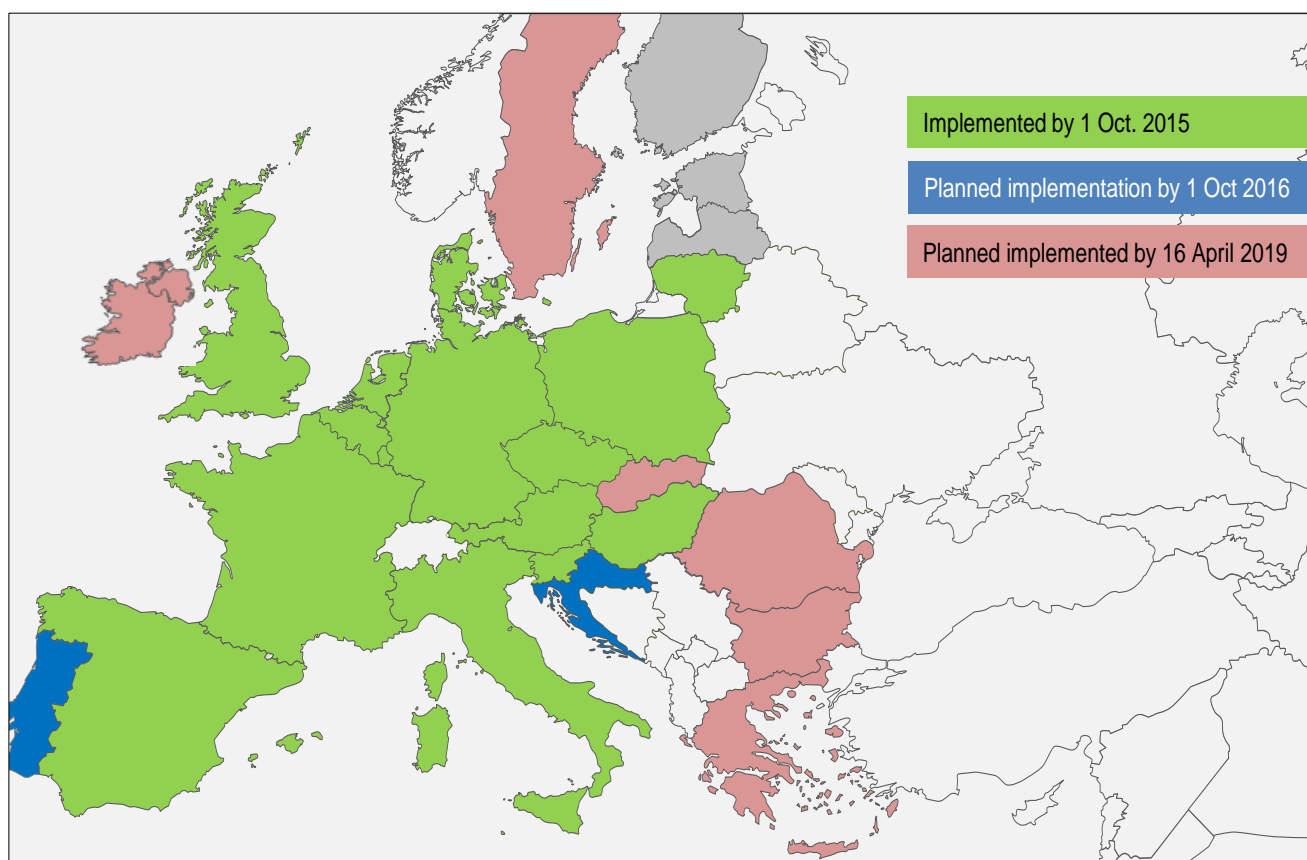 Implemented by 1 Oct. 2015
Planned implementation by 1 Oct 2016
Planned implemented by 16 April 2019